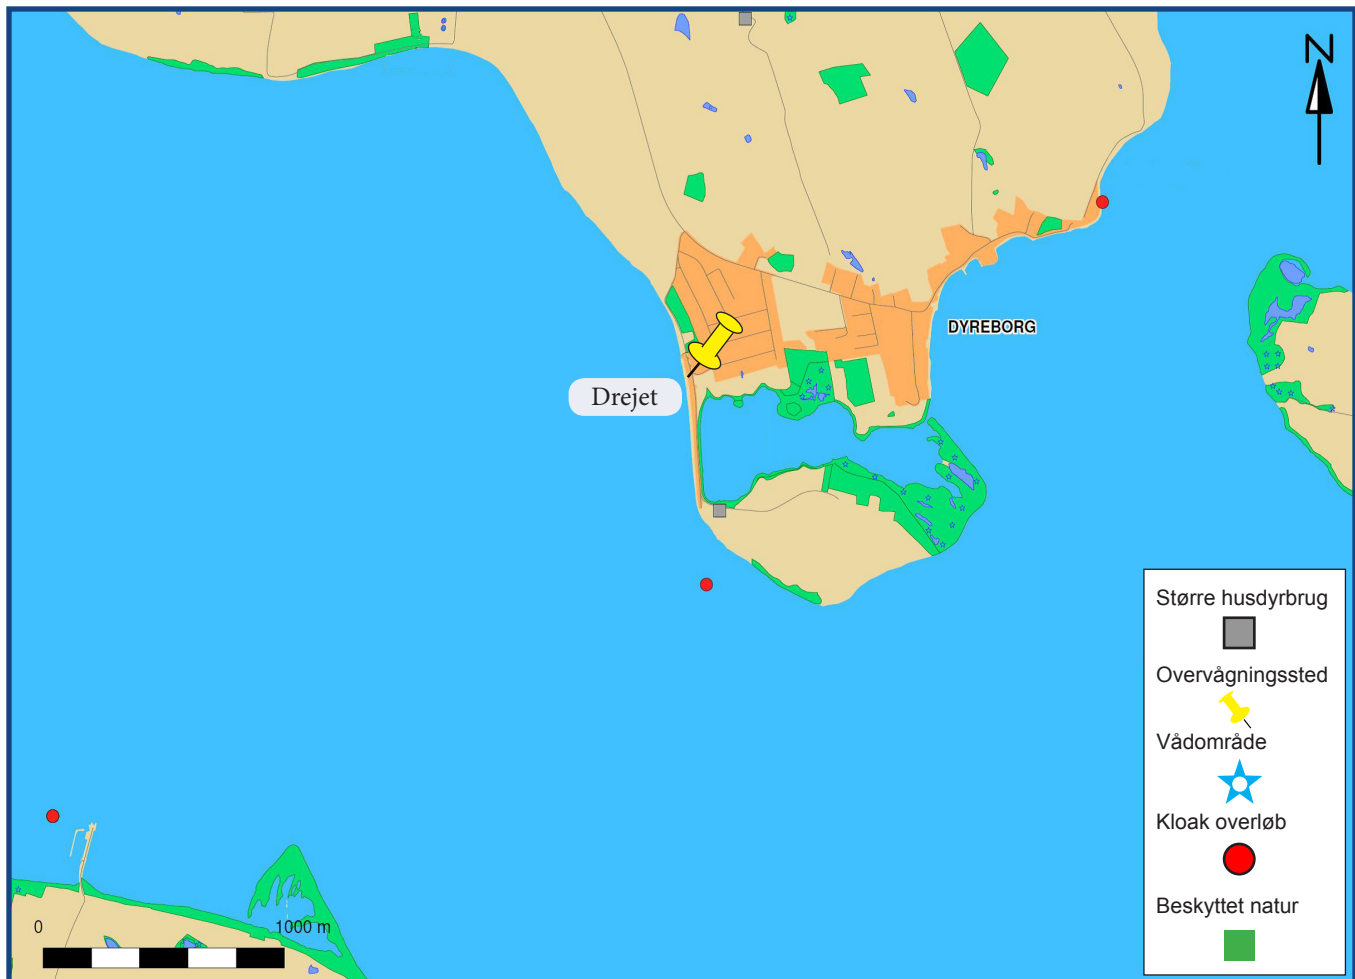 N
DYREBORG
Drejet
Større husdyrbrug
Overvågningssted
Vådområde
Kloak overløb
Beskyttet natur
0
1000 m